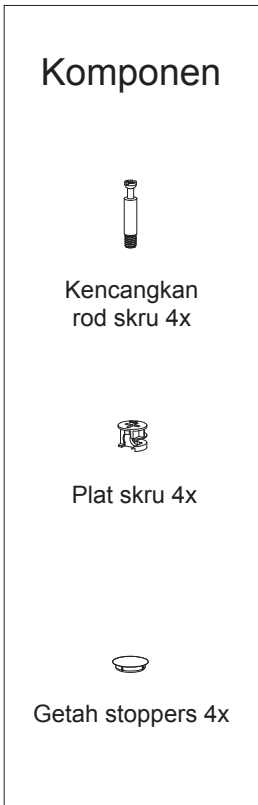 Komponen
Kencangkan
rod skru 4x
Plat skru 4x
Getah stoppers 4x